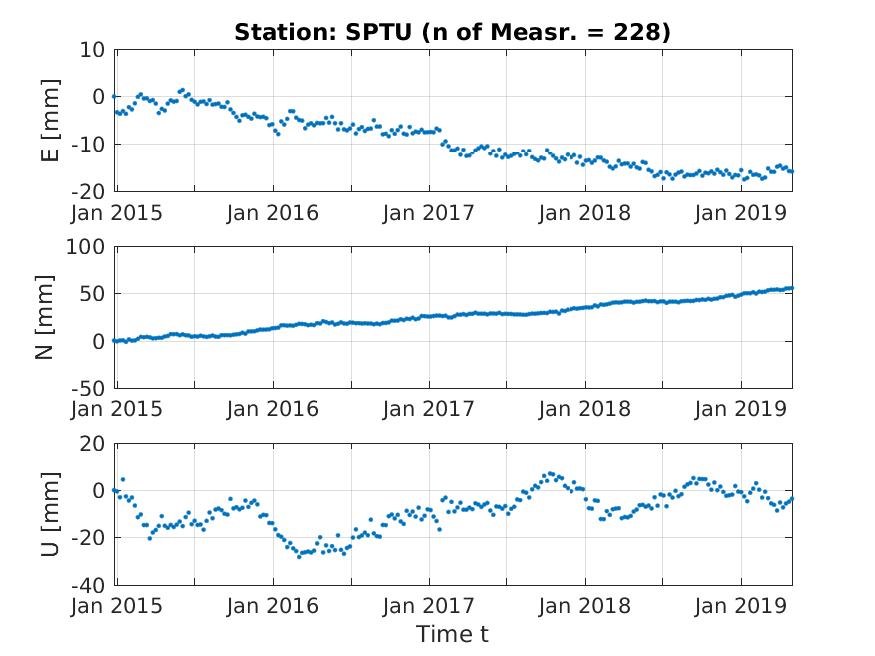 Station: SPTU (n of Measr. = 228)
10
0
-10
-20
E [mm]
Jan 2015 Jan 2016 Jan 2017 Jan 2018 Jan 2019
100
50
0
-50
N [mm]
Jan 2015 Jan 2016 Jan 2017 Jan 2018 Jan 2019
20
0
-20
-40
U [mm]
Jan 2015 Jan 2016 Jan 2017 Jan 2018 Jan 2019
Time t